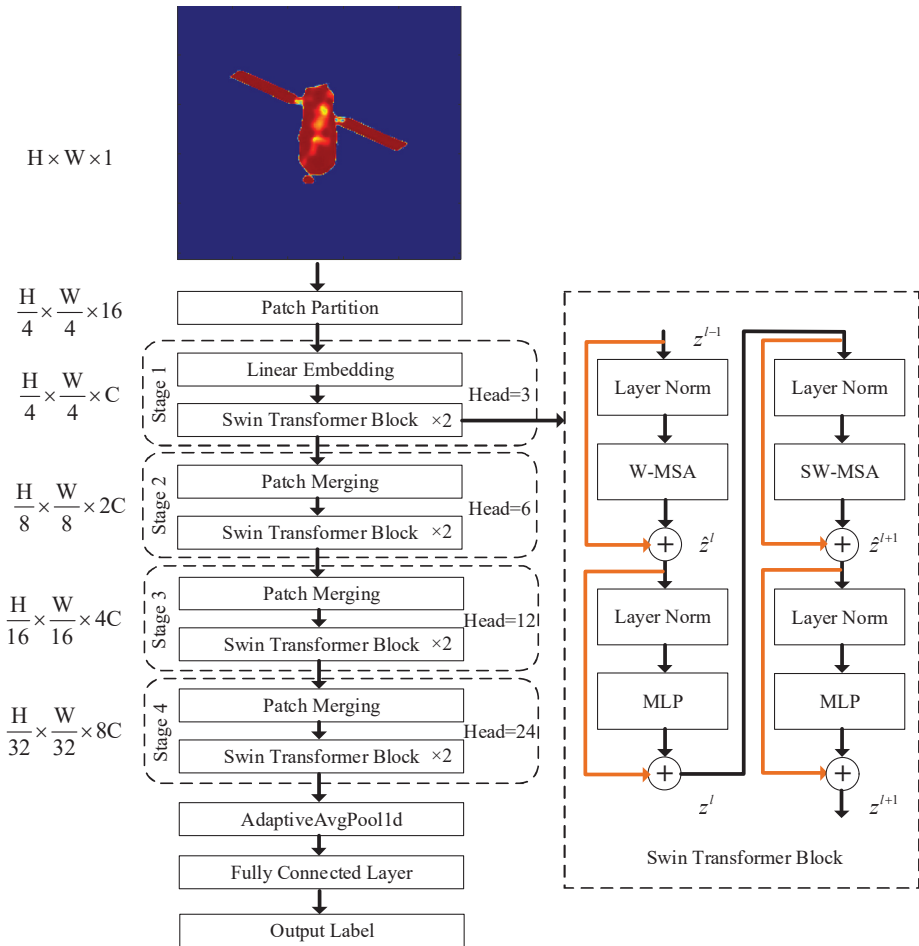 H × W × 1
H/4 × W/4 × 16
Patch Partition
H/4 × W/4 × C
Stage 1
Linear Embedding
Head=3
Swin Transformer Block ×2
H/8 × W/8 × 2C
Stage 2
Patch Merging
Head=6
Swin Transformer Block ×2
H/16 × W/16 × 4C
Stage 3
Patch Merging
Head=12
Swin Transformer Block ×2
H/32 × W/32 × 8C
Stage 4
Patch Merging
Head=24
Swin Transformer Block ×2
AdaptiveAvgPool1d
Fully Connected Layer
Output Label
z^{l-1}
Layer Norm
W-MSA
+
ẑ^{l}
Layer Norm
MLP
+
z^{l}
Layer Norm
SW-MSA
+
ẑ^{l+1}
Layer Norm
MLP
+
z^{l+1}
Swin Transformer Block